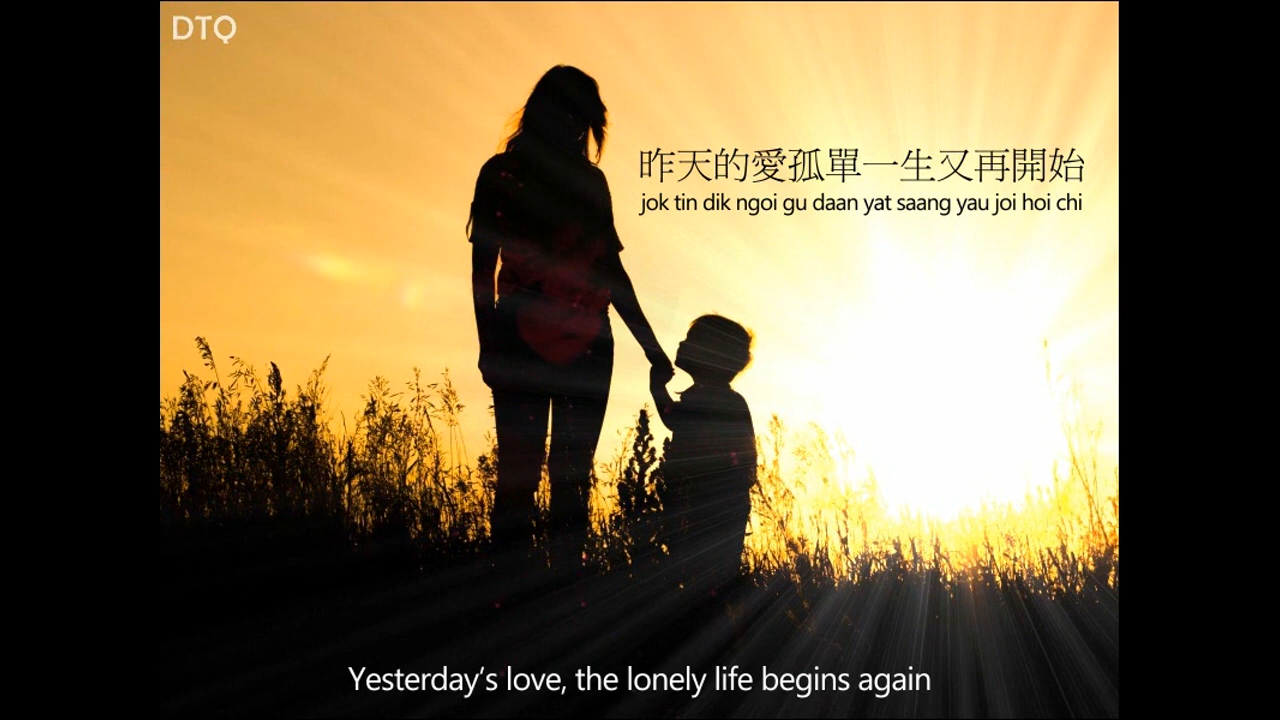 DTQ
昨天的愛孤單一生又再開始
jok tin dik ngoi gu daan yat saang yau joi hoi chi
Yesterday's love, the lonely life begins again